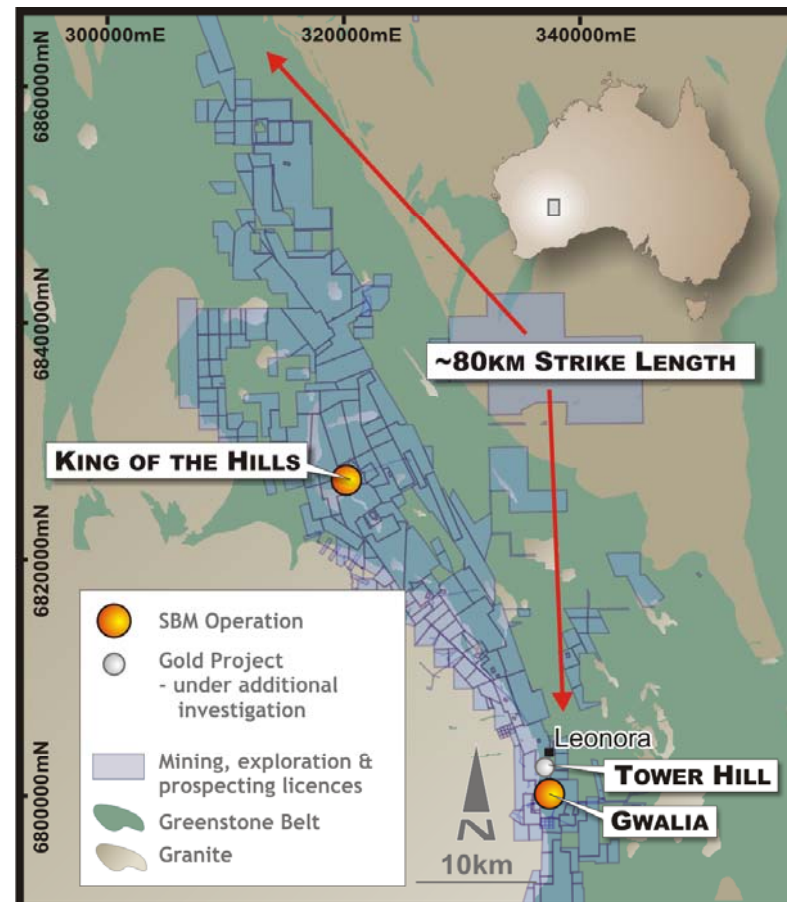 300000mE
320000mE
340000mE
6860000mN
6840000mN
6820000mN
6800000mN
~80KM STRIKE LENGTH
KING OF THE HILLS
SBM Operation
Gold Project
- under additional
investigation
Mining, exploration &
prospecting licences
Greenstone Belt
Granite
N
10km
Leonora
TOWER HILL
GWALIA